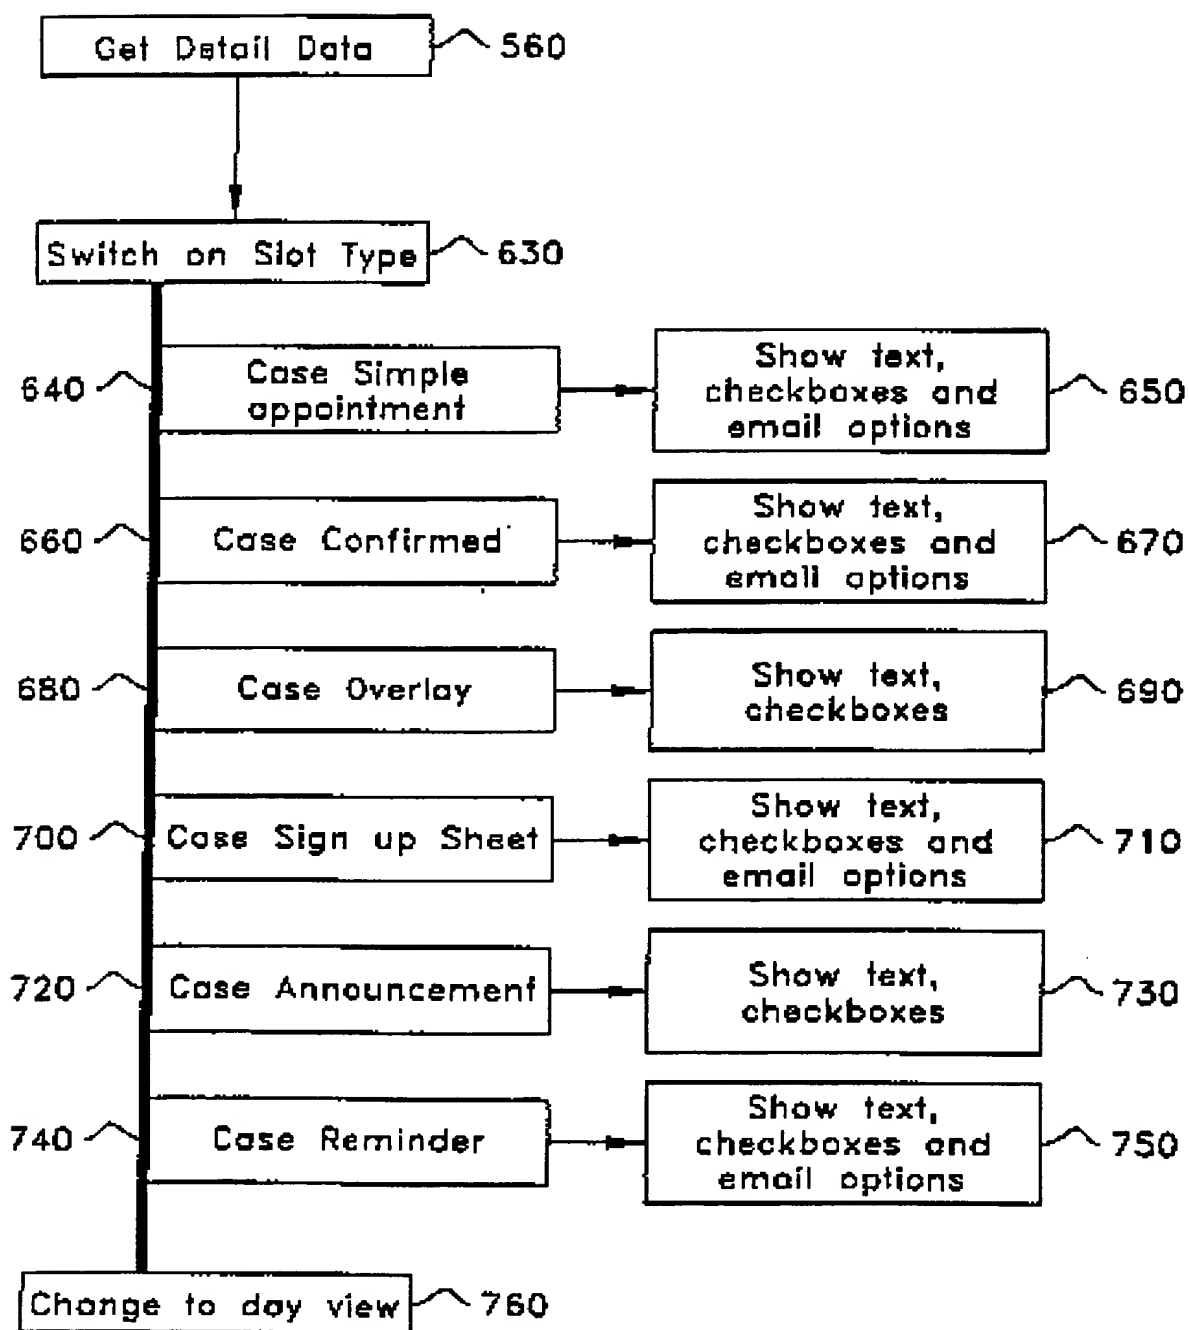 Get Detail Data
560
Switch on Slot Type
630
640
Case Simple
appointment
Show text,
checkboxes and
email options
650
660
Case Confirmed
Show text,
checkboxes and
email options
670
680
Case Overlay
Show text,
checkboxes
690
700
Case Sign up Sheet
Show text,
checkboxes and
email options
710
720
Case Announcement
Show text,
checkboxes
730
740
Case Reminder
Show text,
checkboxes and
email options
750
Change to day view
760